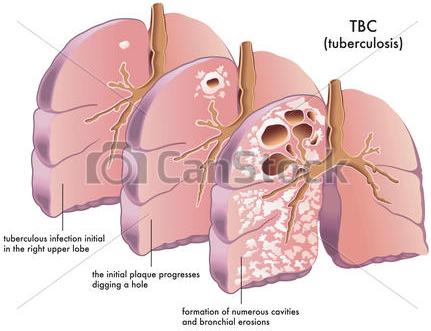 TBC
(tuberculosis)
© CanStock
tuberculous infection initial
in the right upper lobe
the initial plaque progresses
digging a hole
formation of numerous cavities
and bronchial erosions